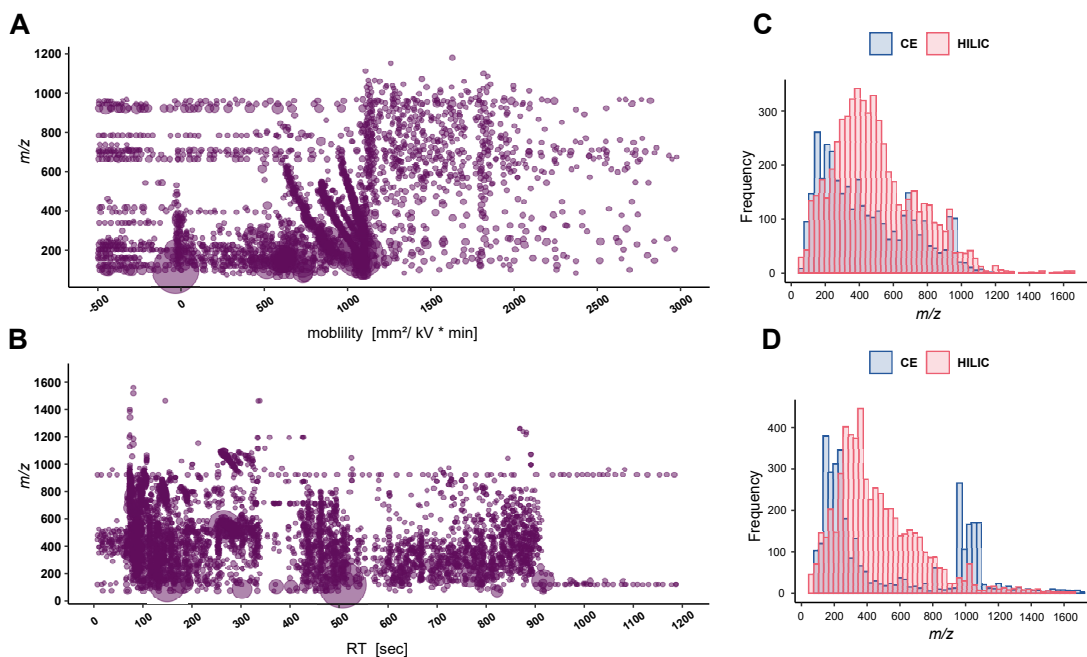 A
m/z
1200
1000
800
600
400
200
-500 0 500 1000 1500 2000 2500 3000
moblility [mm²/ kV * min]
B
m/z
1600
1400
1200
1000
800
600
400
200
0
0 100 200 300 400 500 600 700 800 900 1000 1100 1200
RT [sec]
C
CE HILIC
Frequency
300
200
100
0
0 200 400 600 800 1000 1200 1400 1600
m/z
D
CE HILIC
Frequency
400
300
200
100
0
0 200 400 600 800 1000 1200 1400 1600
m/z